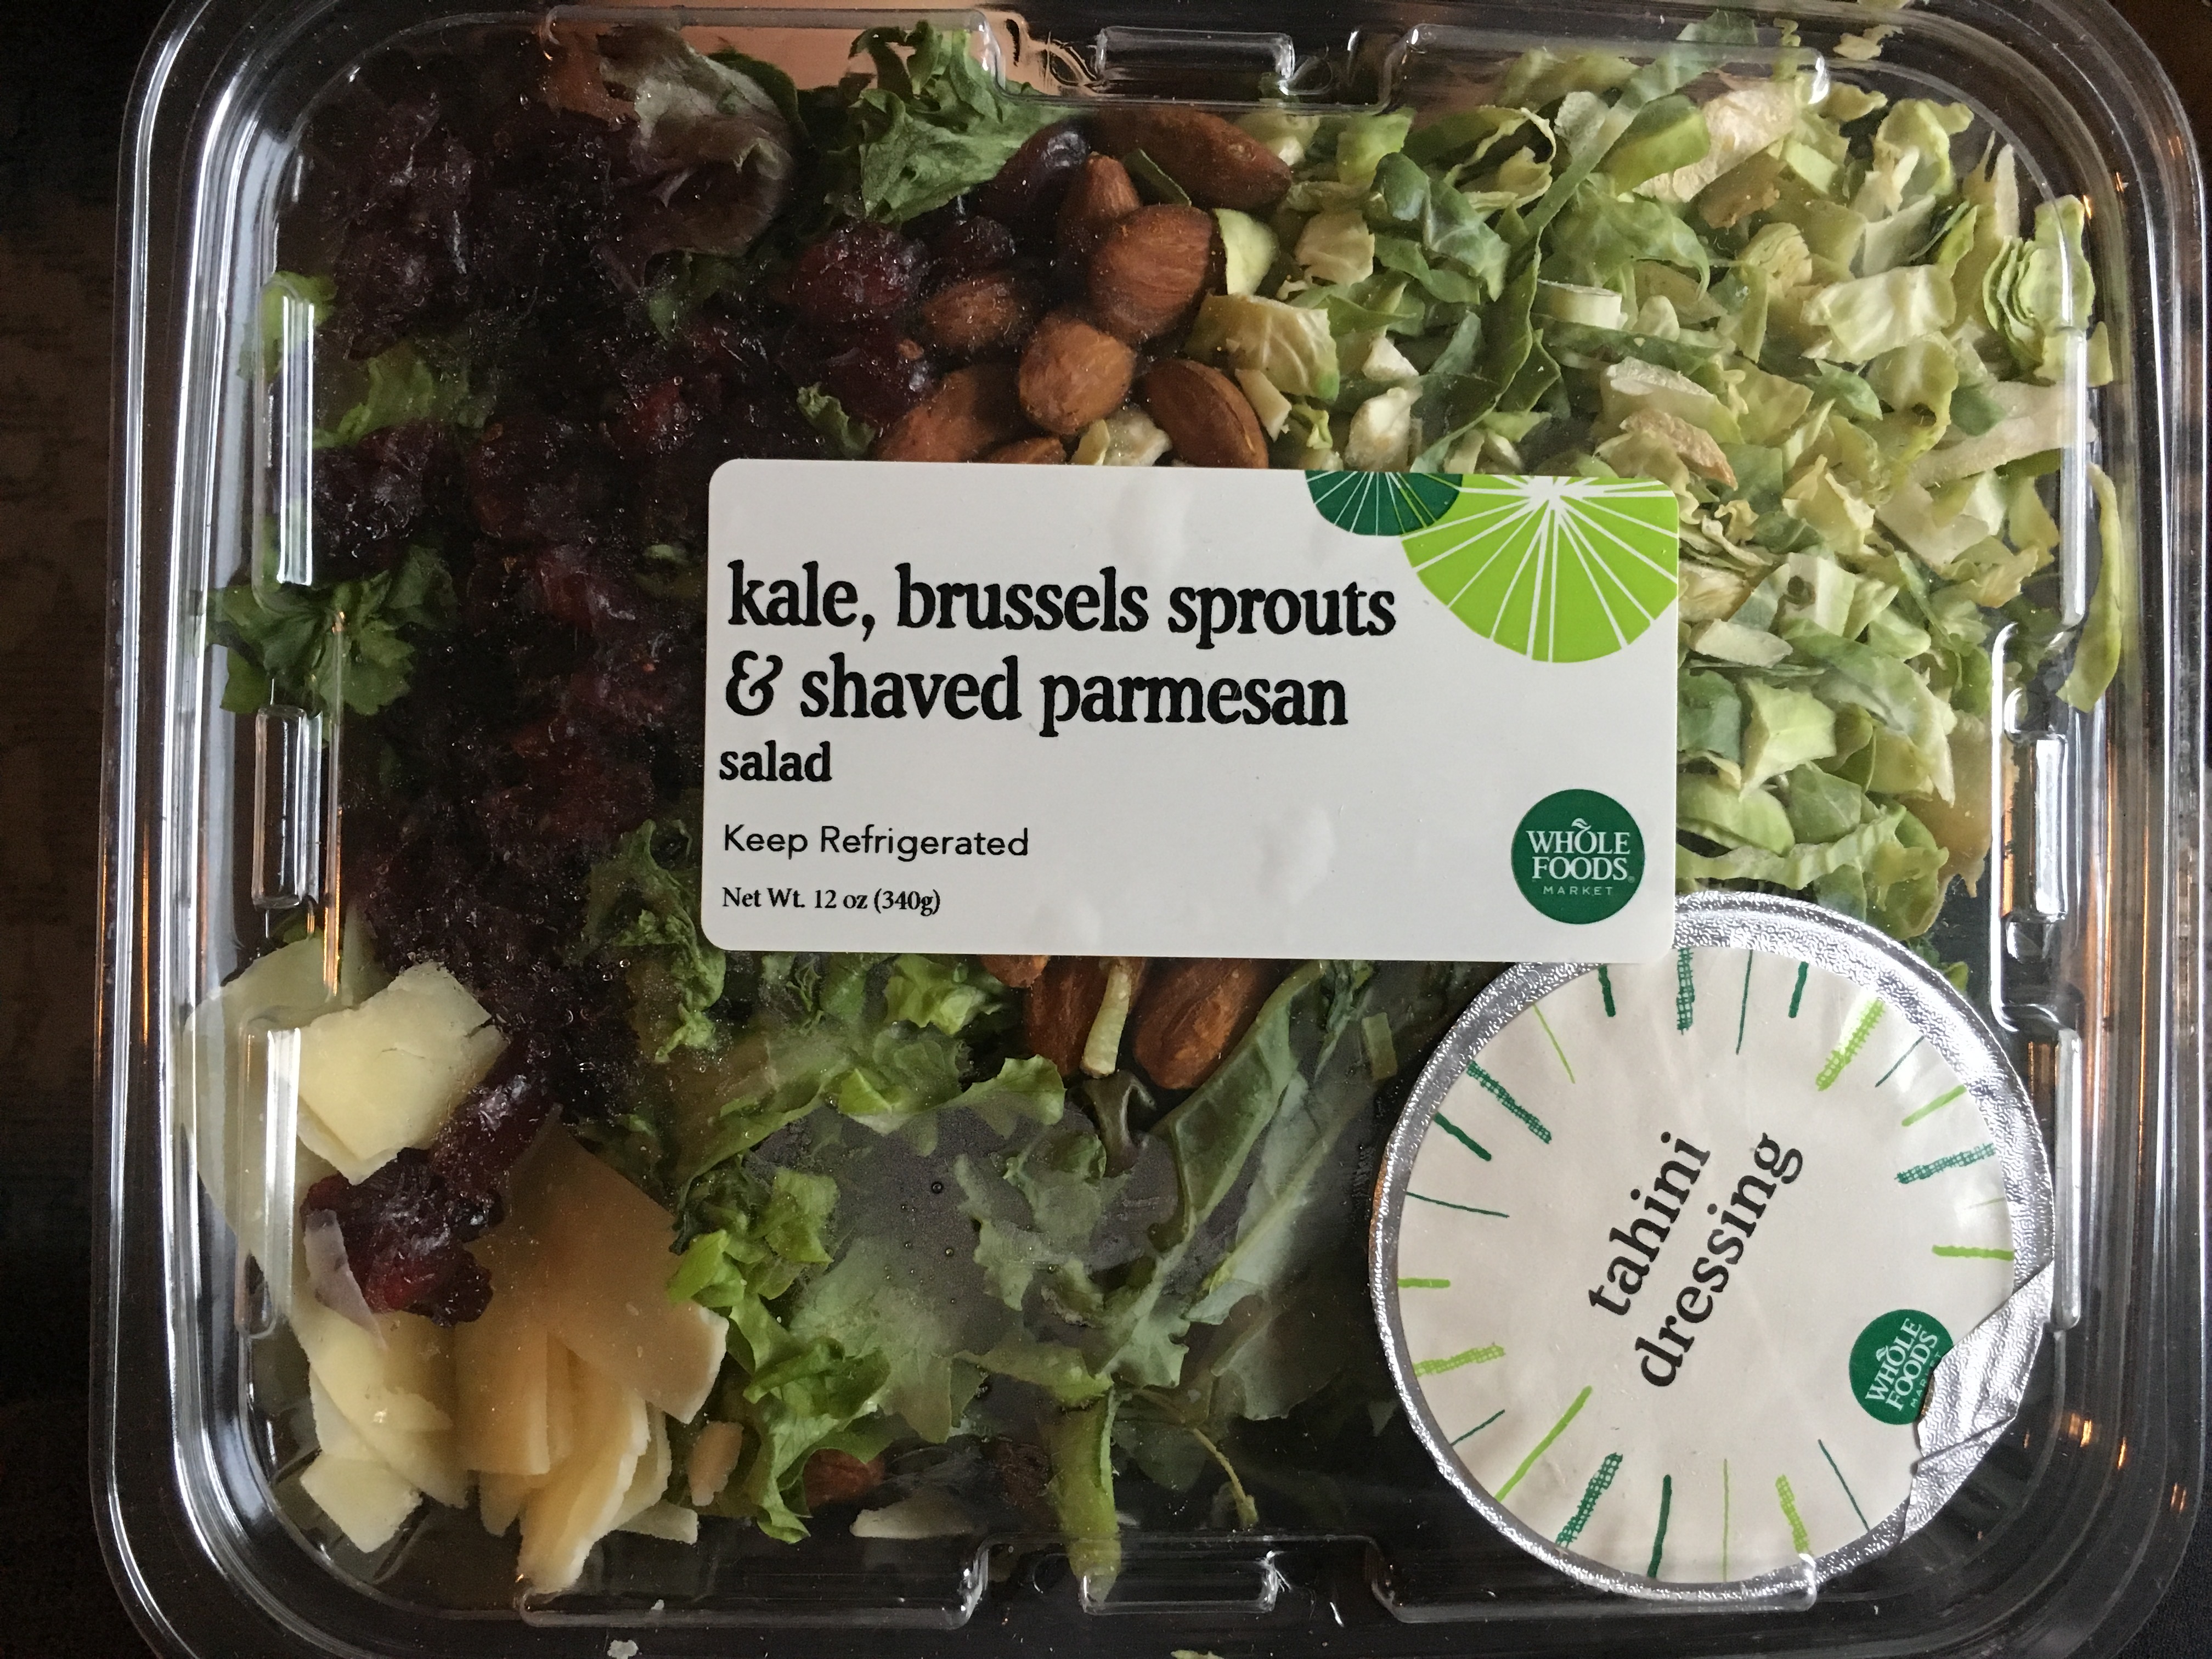 kale, brussels sprouts
& shaved parmesan
salad
Keep Refrigerated
Net Wt. 12 oz (340g)
WHOLE
FOODS
MARKET
tahini
dressing
WHOLE
FOODS
MARKET